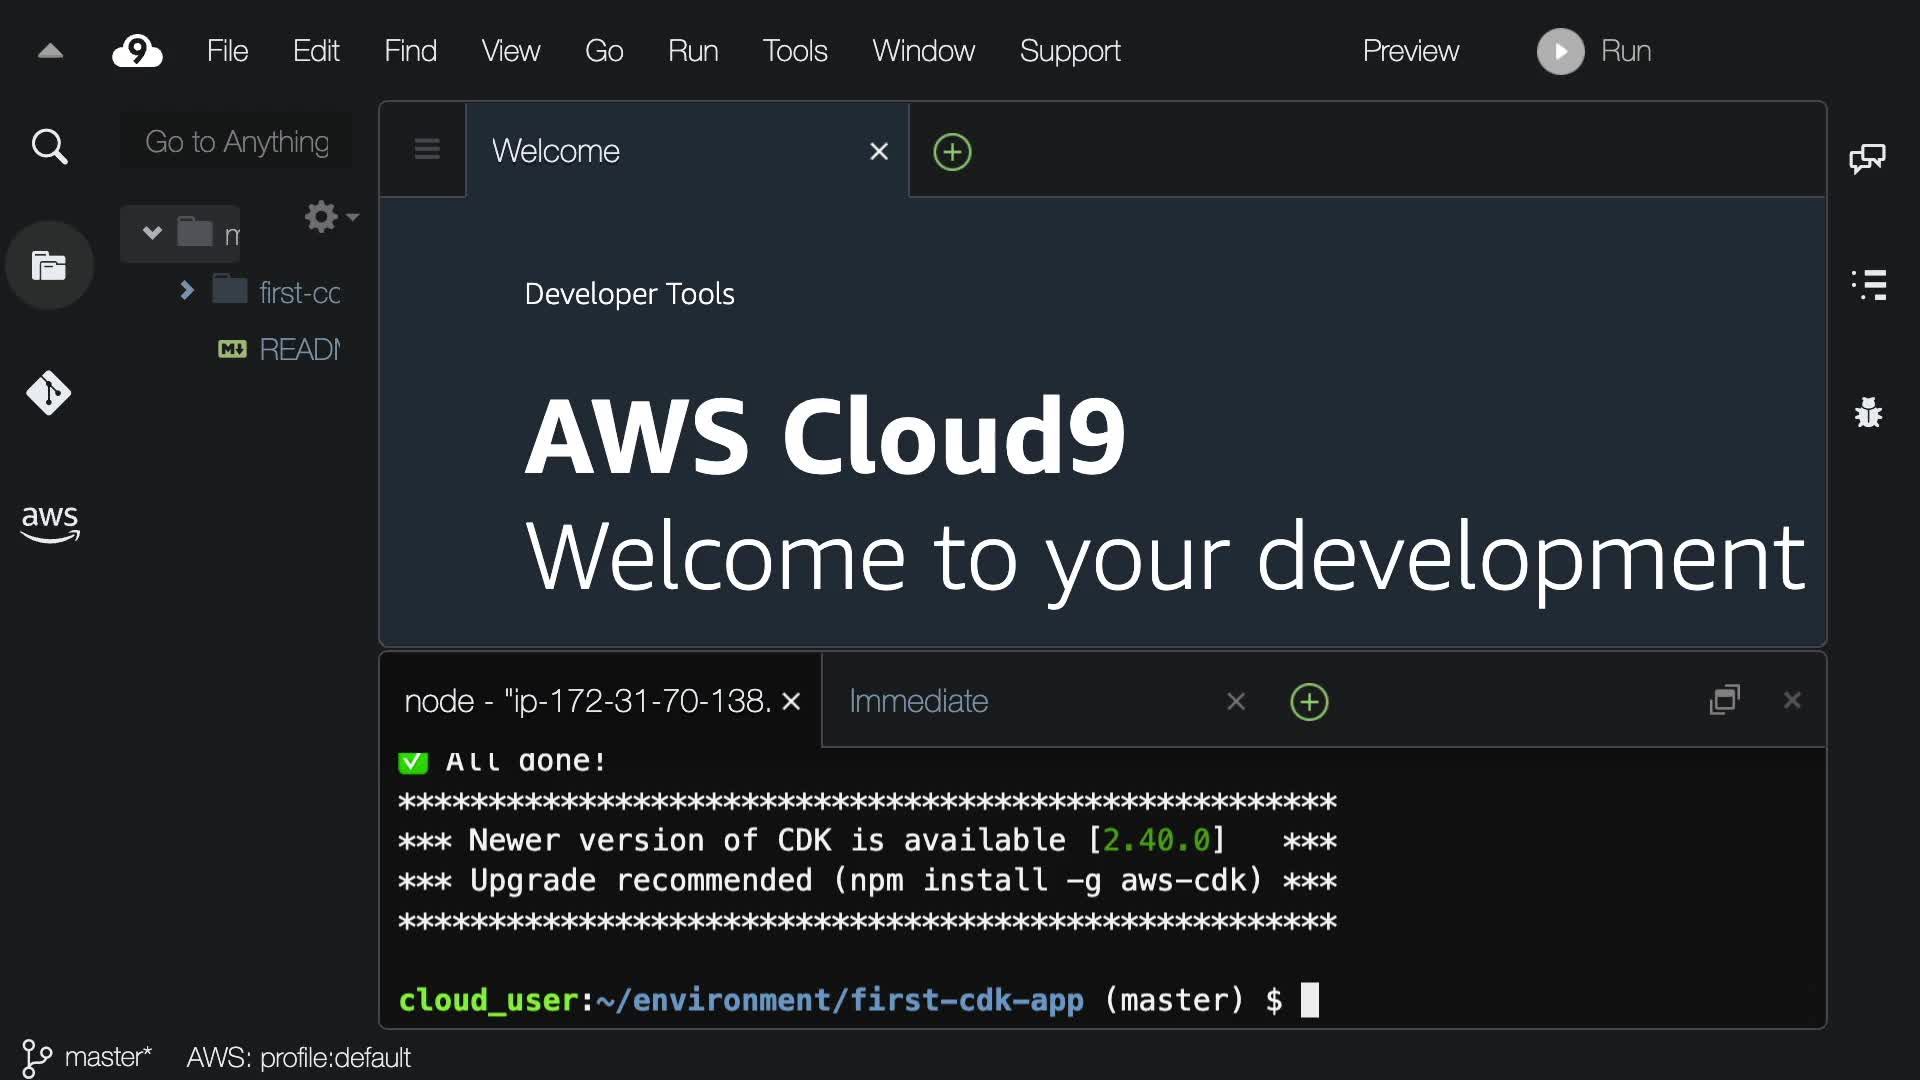 9 File Edit Find View Go Run Tools Window Support Preview Run
Go to Anything
Welcome
m
first-cc
READM
Developer Tools
AWS Cloud9
Welcome to your development
aws
node - "ip-172-31-70-138.
Immediate
✅ All done!
****************************************************
*** Newer version of CDK is available [2.40.0] ***
*** Upgrade recommended (npm install -g aws-cdk) ***
****************************************************
cloud_user:~/environment/first-cdk-app (master) $
master* AWS: profile:default